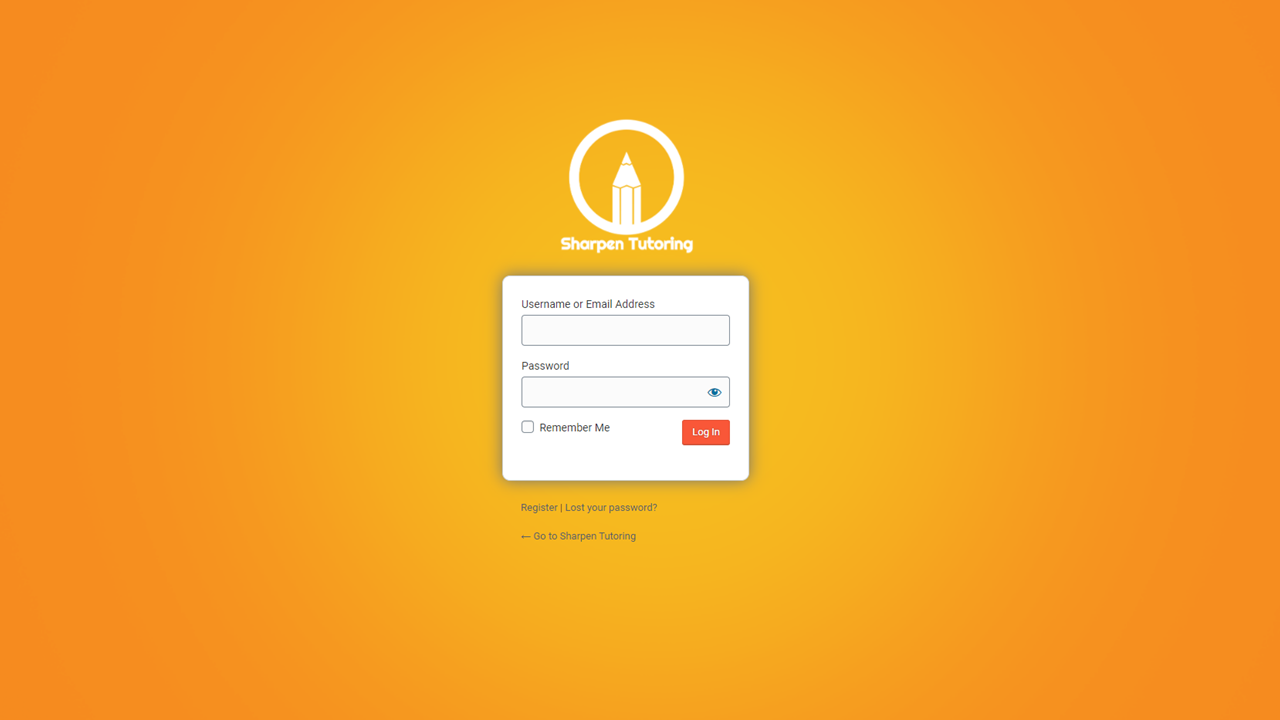 Sharpen Tutoring
Username or Email Address
Password
Remember Me
Log In
Register | Lost your password?
← Go to Sharpen Tutoring